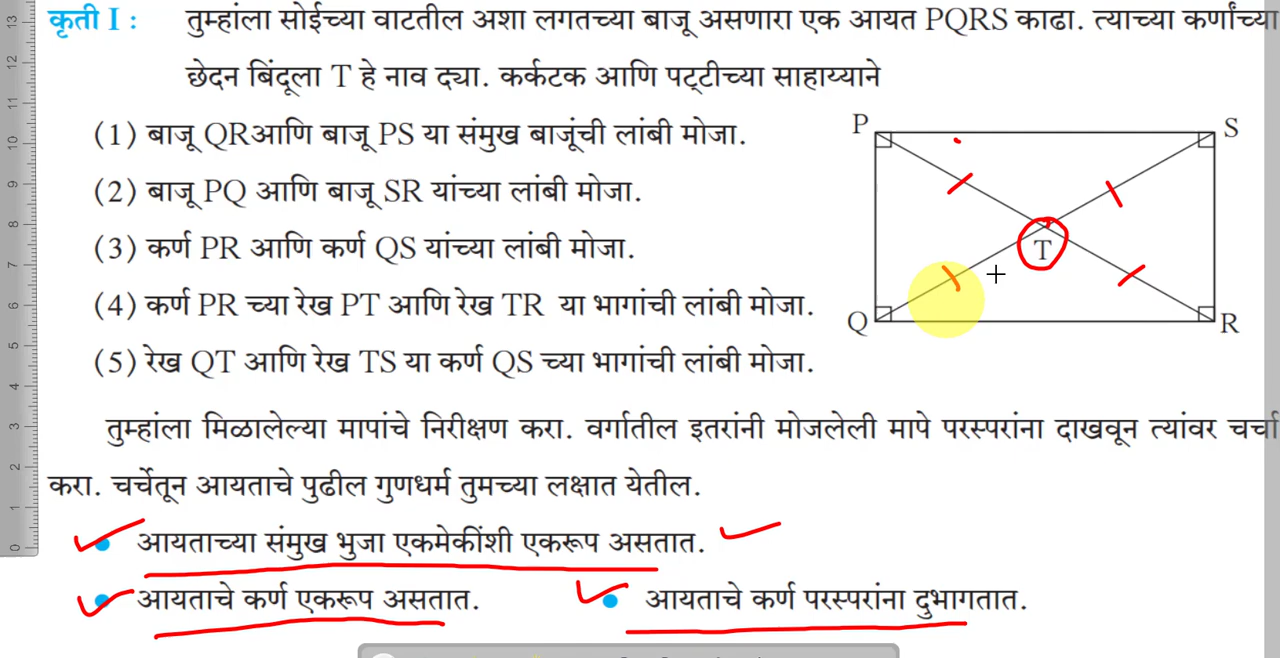 कृती I : तुम्हांला सोईच्या वाटतील अशा लगतच्या बाजू असणारा एक आयत PQRS काढा. त्याच्या कर्णांच्या
छेदन बिंदूला T हे नाव द्या. कर्कटक आणि पट्टीच्या साहाय्याने
(1) बाजू QRआणि बाजू PS या संमुख बाजूंची लांबी मोजा.
(2) बाजू PQ आणि बाजू SR यांच्या लांबी मोजा.
(3) कर्ण PR आणि कर्ण QS यांच्या लांबी मोजा.
(4) कर्ण PR च्या रेख PT आणि रेख TR या भागांची लांबी मोजा.
(5) रेख QT आणि रेख TS या कर्ण QS च्या भागांची लांबी मोजा.
P
S
T
Q
R
तुम्हांला मिळालेल्या मापांचे निरीक्षण करा. वर्गातील इतरांनी मोजलेली मापे परस्परांना दाखवून त्यांवर चर्चा
करा. चर्चेतून आयताचे पुढील गुणधर्म तुमच्या लक्षात येतील.
• आयताच्या संमुख भुजा एकमेकींशी एकरूप असतात.
• आयताचे कर्ण एकरूप असतात. • आयताचे कर्ण परस्परांना दुभागतात.
13
12
11
10
9
8
7
6
5
4
3
2
1
0